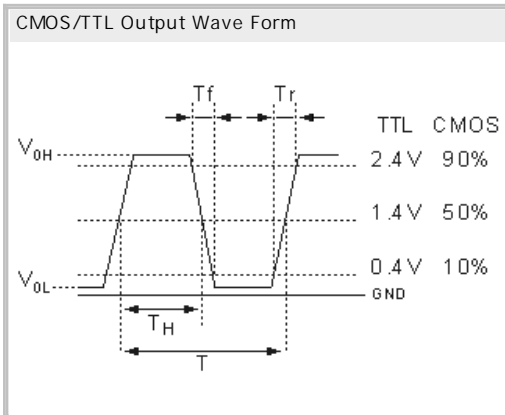 CMOS/TTL Output Wave Form
Tf Tr
TTL CMOS
V0H 2.4V 90%
1.4V 50%
0.4V 10%
V0L
GND
TH
T